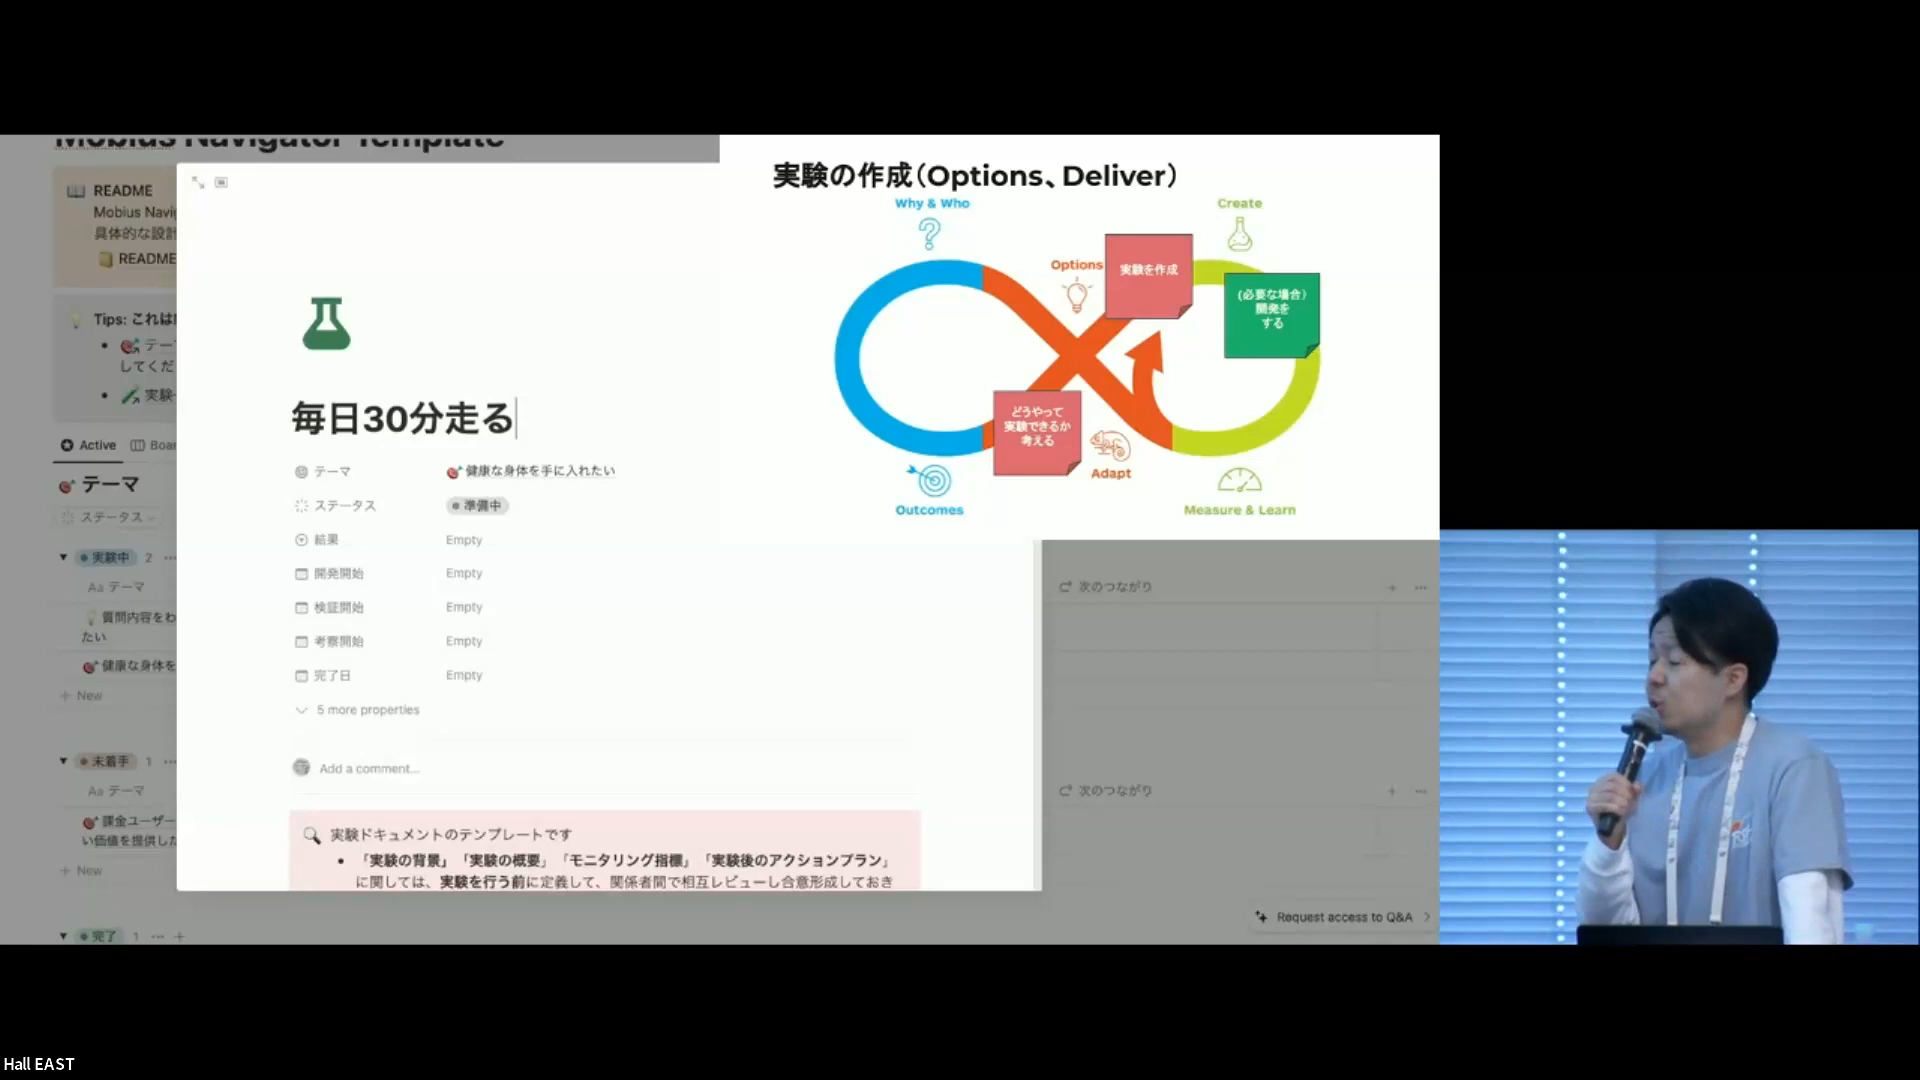 Mobius Navigator Template
README
Mobius Navig
具体的な設計
README
Tips: これは
テー
してくだ
実験
Active
Boar
テーマ
ステータス
実験中 2
Aa テーマ
質問内容をわ
たい
健康な身体を
New
未着手 1
Aa テーマ
課金ユーザー
い価値を提供した
New
完了 1
毎日30分走る
テーマ 健康な身体を手に入れたい
ステータス 準備中
結果 Empty
開発開始 Empty
検証開始 Empty
考察開始 Empty
完了日 Empty
5 more properties
Add a comment...
実験ドキュメントのテンプレートです
• 「実験の背景」「実験の概要」「モニタリング指標」「実験後のアクションプラン」
に関しては、実験を行う前に定義して、関係者間で相互レビューし合意形成しておき
実験の作成（Options、Deliver）
Why & Who
Create
Options
実験を作成
(必要な場合)
開発を
する
どうやって
実験できるか
考える
Adapt
Outcomes
Measure & Learn
次のつながり
次のつながり
Request access to Q&A
Hall EAST